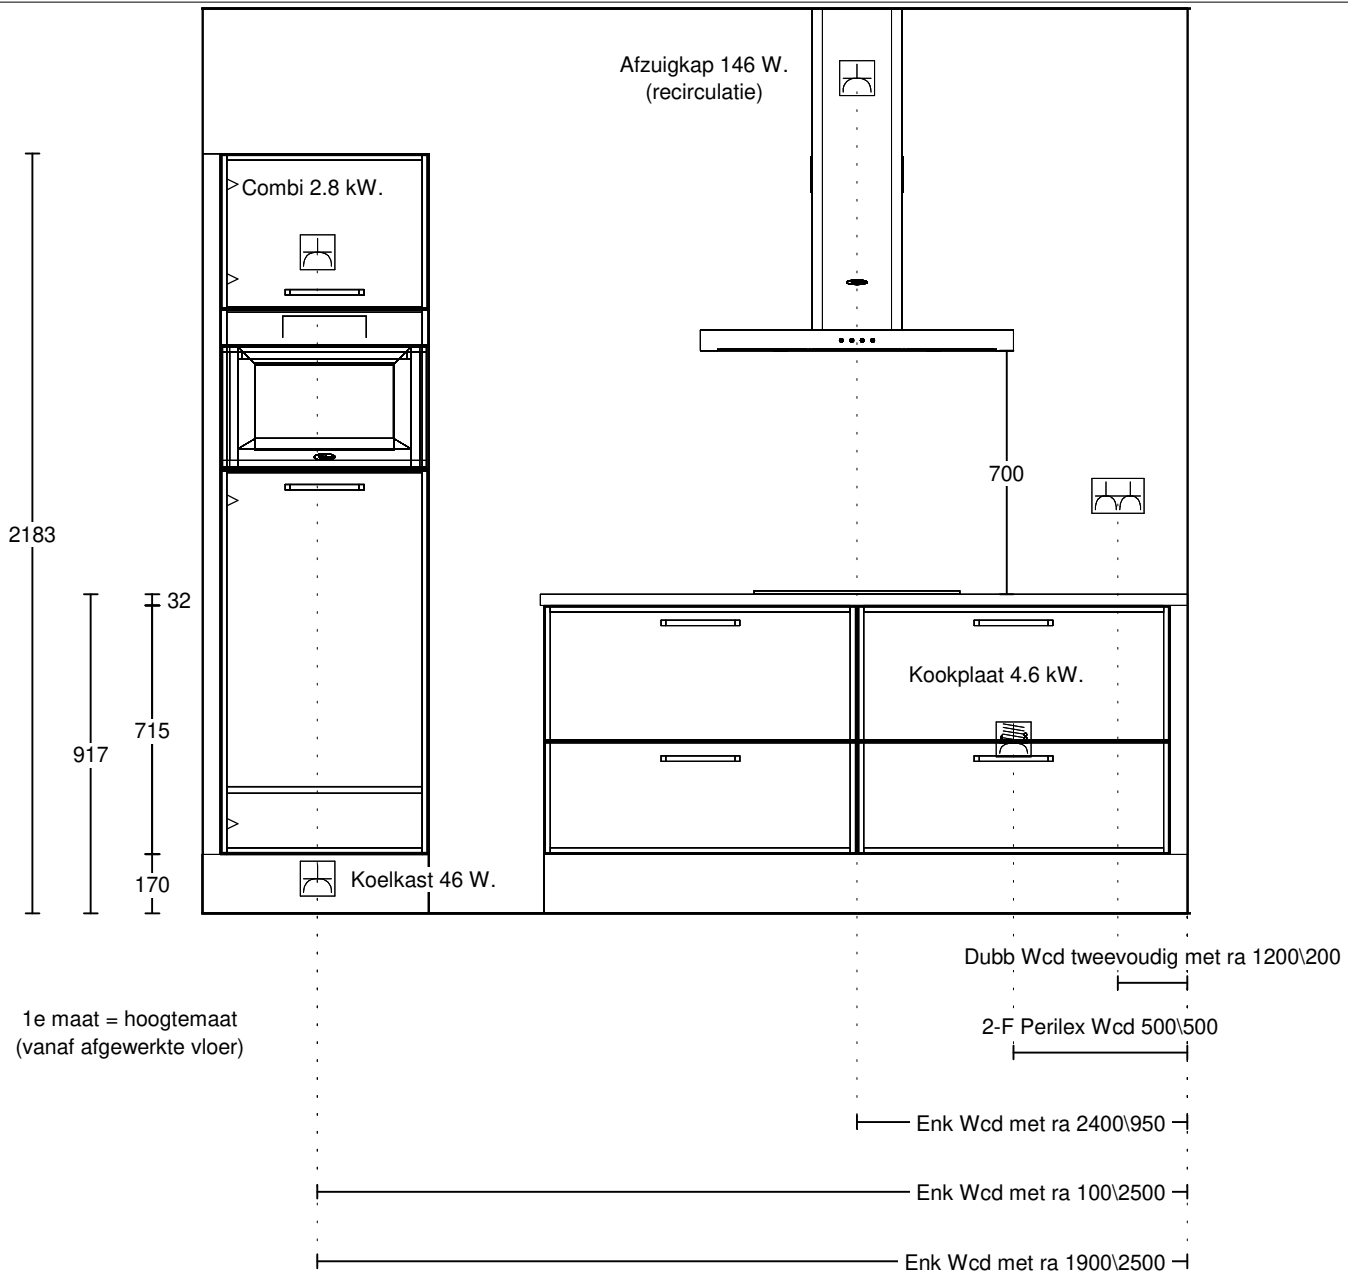 Afzuigkap 146 W.
(recirculatie)
Combi 2.8 kW.
700
2183
32
Kookplaat 4.6 kW.
715
917
170
Koelkast 46 W.
Dubb Wcd tweevoudig met ra 1200\200
1e maat = hoogtemaat
(vanaf afgewerkte vloer)
2-F Perilex Wcd 500\500
Enk Wcd met ra 2400\950
Enk Wcd met ra 100\2500
Enk Wcd met ra 1900\2500